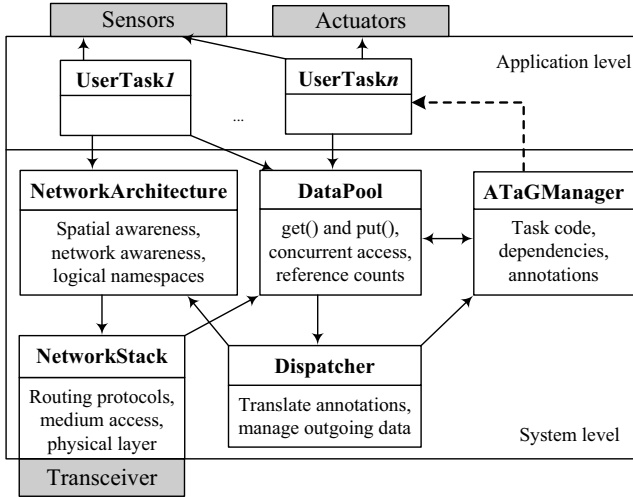 Sensors
Actuators
Application level
UserTask1
UserTaskn
...
NetworkArchitecture
Spatial awareness,
network awareness,
logical namespaces
DataPool
get() and put(),
concurrent access,
reference counts
ATaGManager
Task code,
dependencies,
annotations
NetworkStack
Routing protocols,
medium access,
physical layer
Dispatcher
Translate annotations,
manage outgoing data
System level
Transceiver